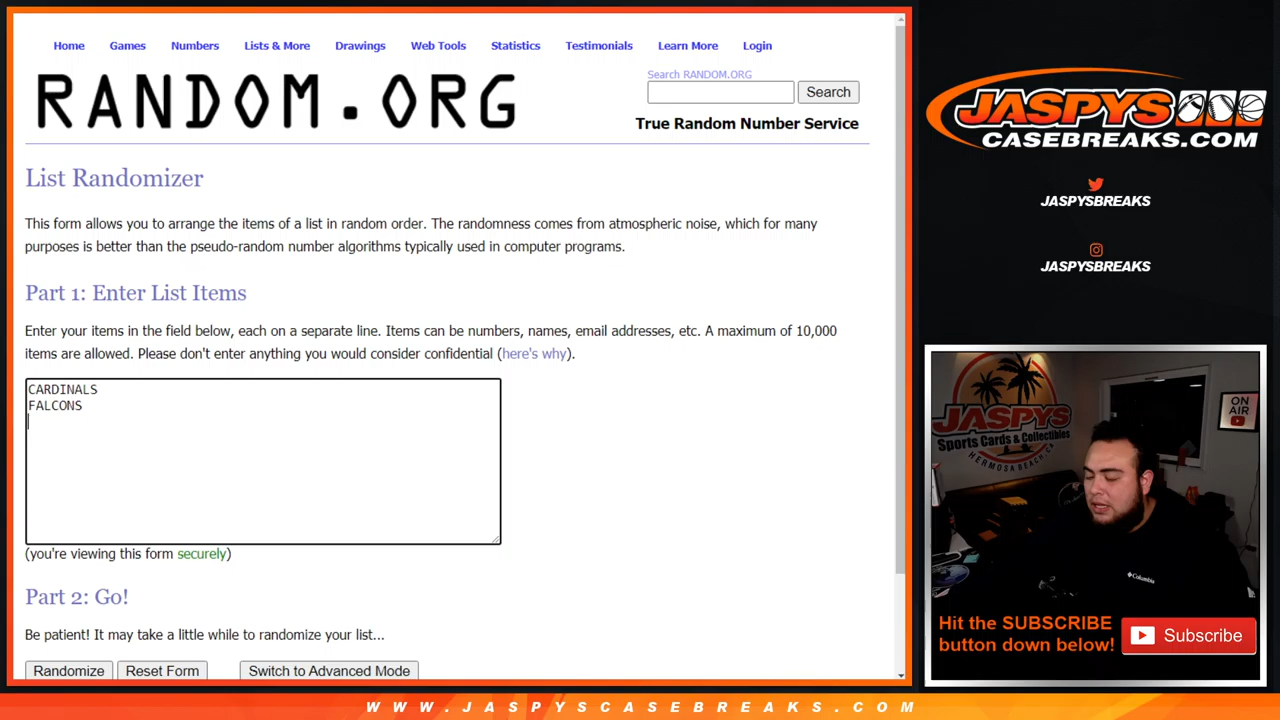 Home Games Numbers Lists & More Drawings Web Tools Statistics Testimonials Learn More Login
RANDOM.ORG
Search RANDOM.ORG
Search
True Random Number Service
List Randomizer
This form allows you to arrange the items of a list in random order. The randomness comes from atmospheric noise, which for many
purposes is better than the pseudo-random number algorithms typically used in computer programs.
Part 1: Enter List Items
Enter your items in the field below, each on a separate line. Items can be numbers, names, email addresses, etc. A maximum of 10,000
items are allowed. Please don't enter anything you would consider confidential (here's why).
CARDINALS
FALCONS
(you're viewing this form securely)
Part 2: Go!
Be patient! It may take a little while to randomize your list...
Randomize Reset Form Switch to Advanced Mode
JASPYS
CASEBREAKS.COM
JASPYSBREAKS
JASPYSBREAKS
JASPYS
Sports Cards & Collectibles
HERMOSA BEACH, CA
ON
AIR
Columbia
Hit the SUBSCRIBE
button down below!
Subscribe
WWW.JASPYSCASEBREAKS.COM